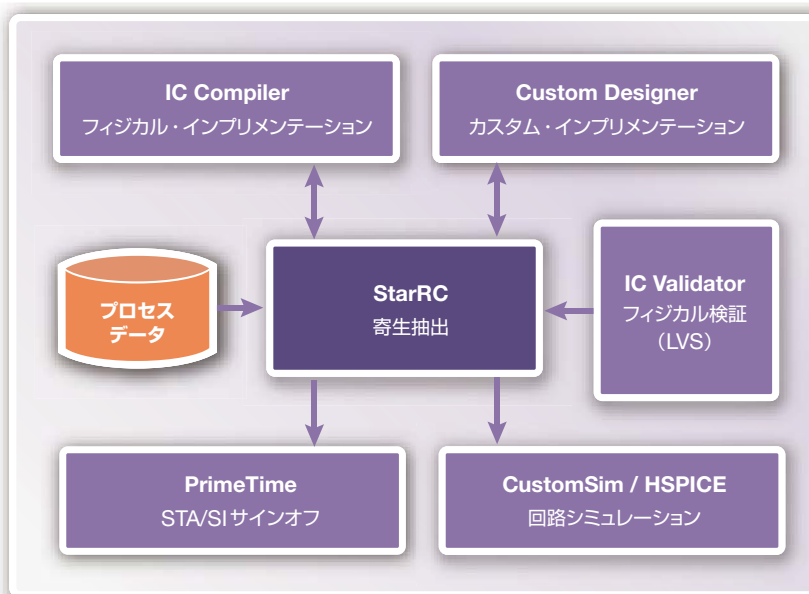 IC Compiler
フィジカル・インプリメンテーション
Custom Designer
カスタム・インプリメンテーション
プロセス
データ
StarRC
寄生抽出
IC Validator
フィジカル検証
（LVS）
PrimeTime
STA/SIサインオフ
CustomSim / HSPICE
回路シミュレーション